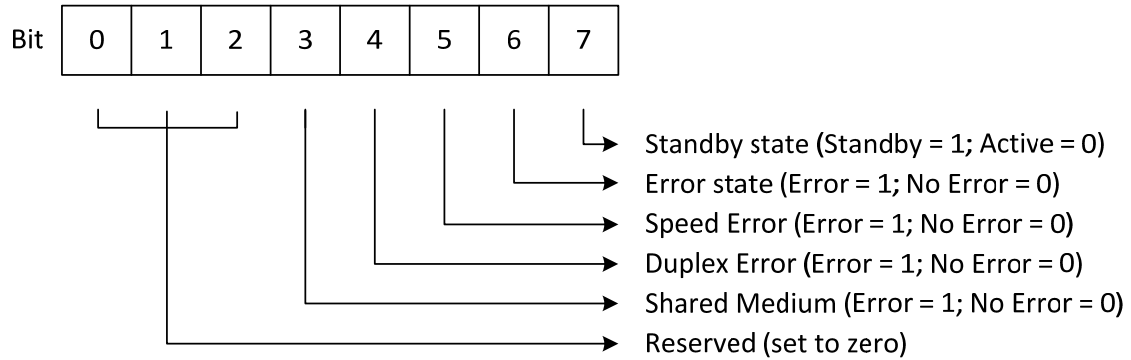 Bit 0 1 2 3 4 5 6 7
Standby state (Standby = 1; Active = 0)
Error state (Error = 1; No Error = 0)
Speed Error (Error = 1; No Error = 0)
Duplex Error (Error = 1; No Error = 0)
Shared Medium (Error = 1; No Error = 0)
Reserved (set to zero)